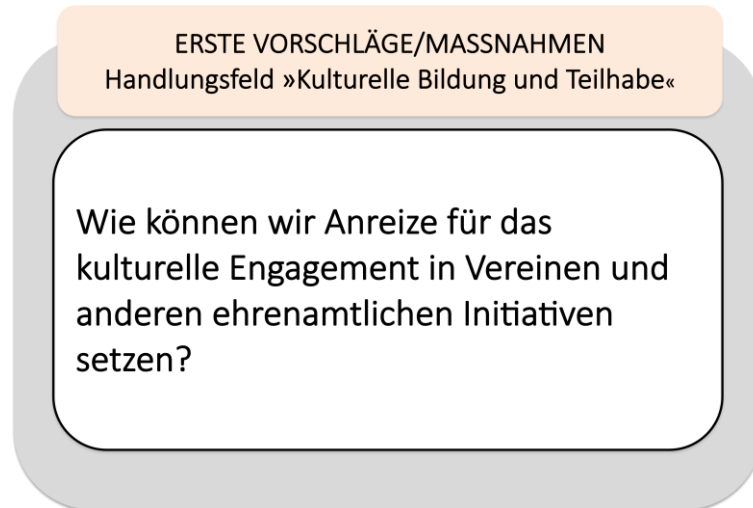 ERSTE VORSCHLÄGE/MASSNAHMEN
Handlungsfeld »Kulturelle Bildung und Teilhabe«
Wie können wir Anreize für das
kulturelle Engagement in Vereinen und
anderen ehrenamtlichen Initiativen
setzen?